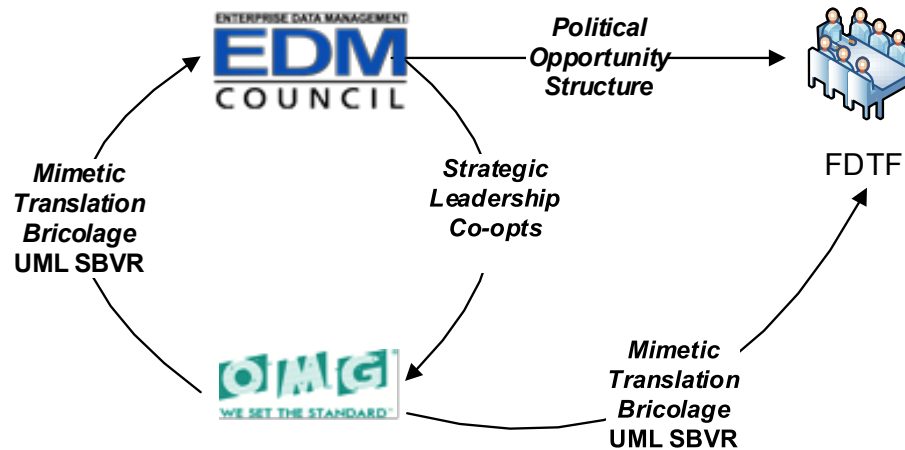 ENTERPRISE DATA MANAGEMENT
EDM
COUNCIL
Political
Opportunity
Structure
Mimetic
Translation
Bricolage
UML SBVR
Strategic
Leadership
Co-opts
FDTF
OMG
WE SET THE STANDARD™
Mimetic
Translation
Bricolage
UML SBVR